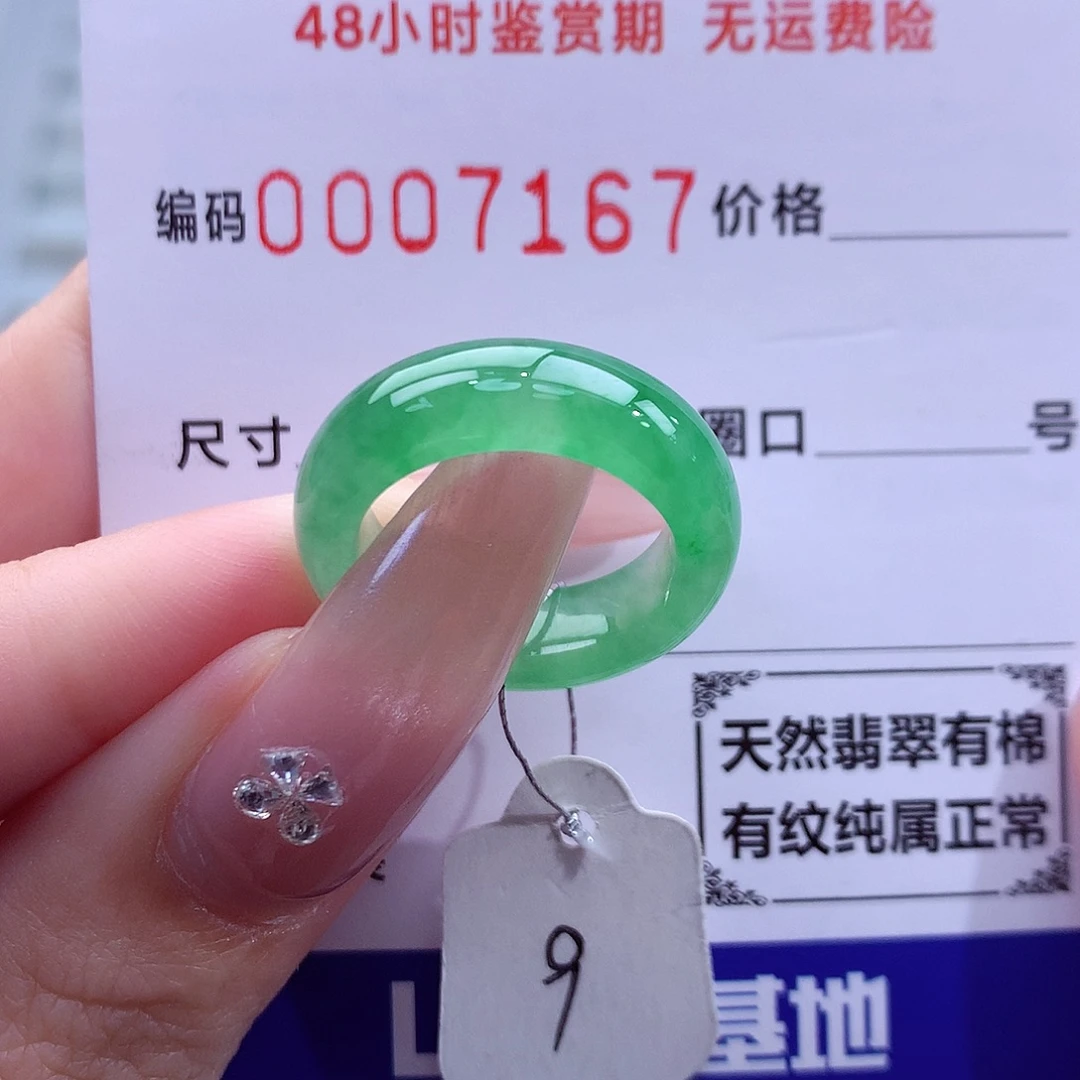 48小时鉴赏期 无运费险
编码0007167 价格
尺寸 圈口 号
天然翡翠有棉
有纹纯属正常
9
基地